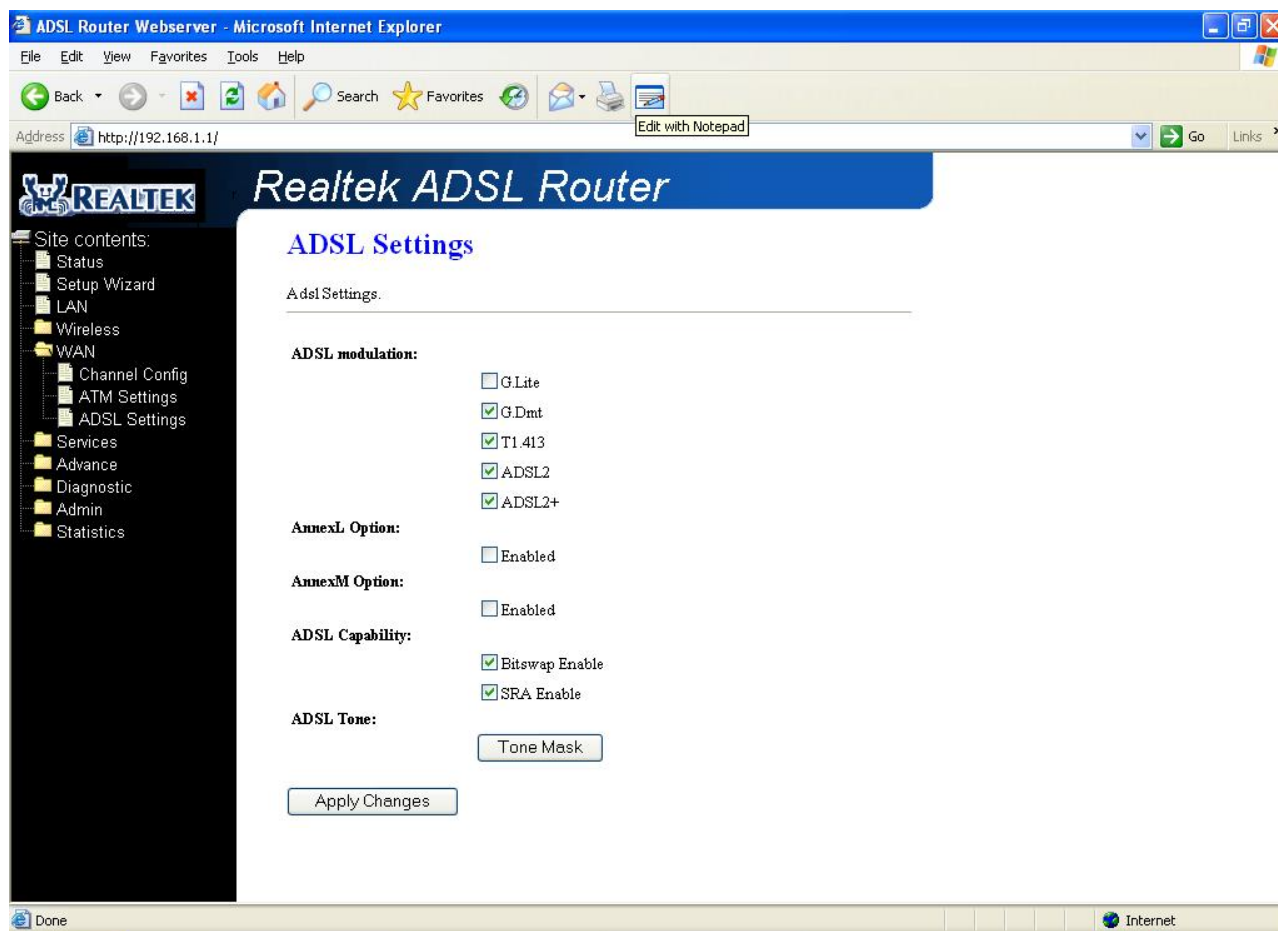 ADSL Router Webserver - Microsoft Internet Explorer
File Edit View Favorites Tools Help
Back Search Favorites
Edit with Notepad
Address http://192.168.1.1/ Go Links
REALTEK
Realtek ADSL Router
Site contents:
Status
Setup Wizard
LAN
Wireless
WAN
Channel Config
ATM Settings
ADSL Settings
Services
Advance
Diagnostic
Admin
Statistics
ADSL Settings
Adsl Settings.
ADSL modulation:
G.Lite
G.Dmt
T1.413
ADSL2
ADSL2+
AnnexL Option:
Enabled
AnnexM Option:
Enabled
ADSL Capability:
Bitswap Enable
SRA Enable
ADSL Tone:
Tone Mask
Apply Changes
Done Internet